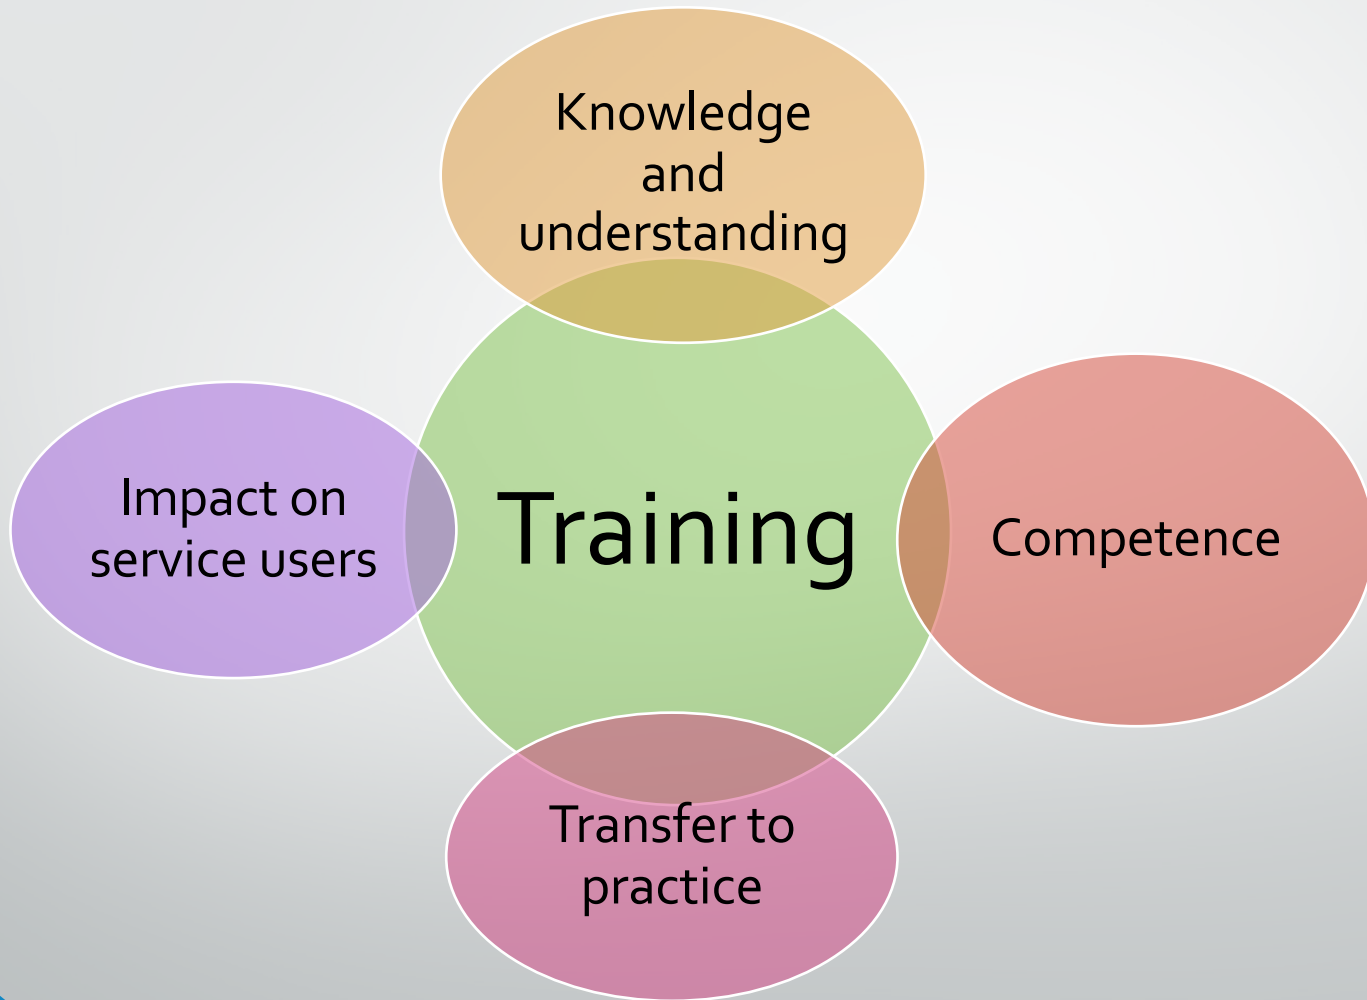 Knowledge
and
understanding
Impact on
service users
Training
Competence
Transfer to
practice